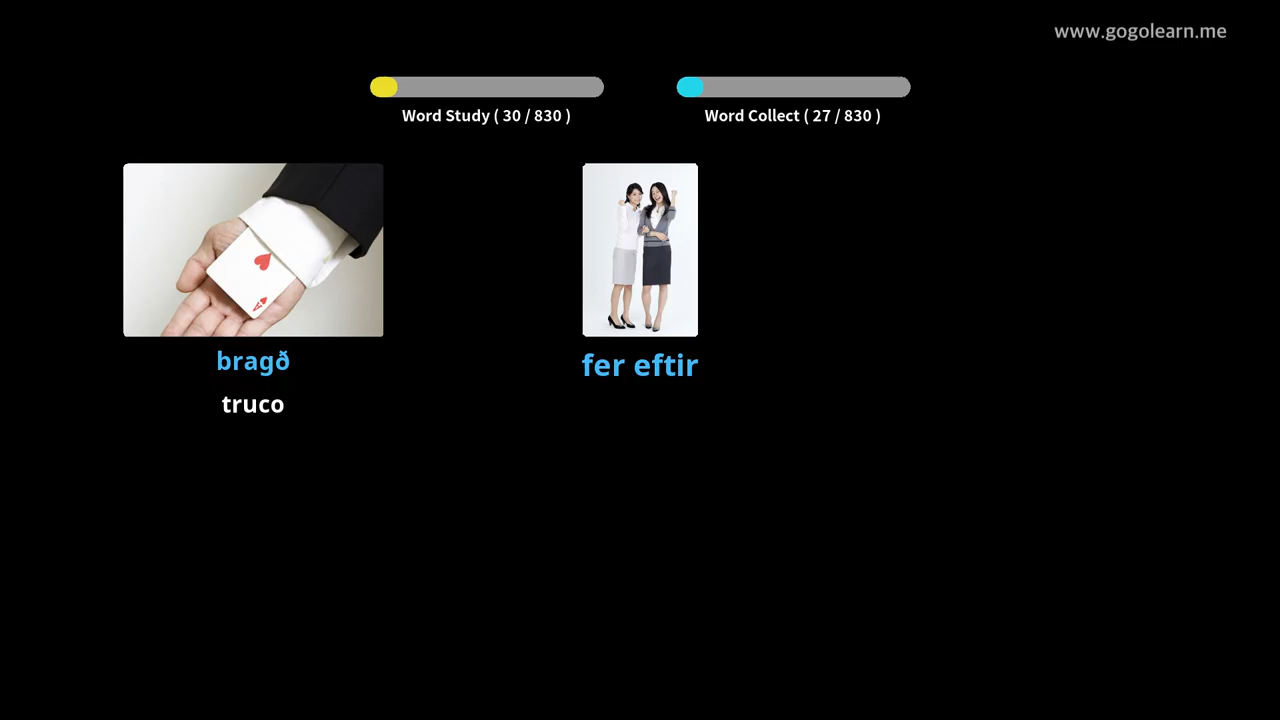 www.gogolearn.me
Word Study ( 30 / 830 )
Word Collect ( 27 / 830 )
bragð
truco
fer eftir